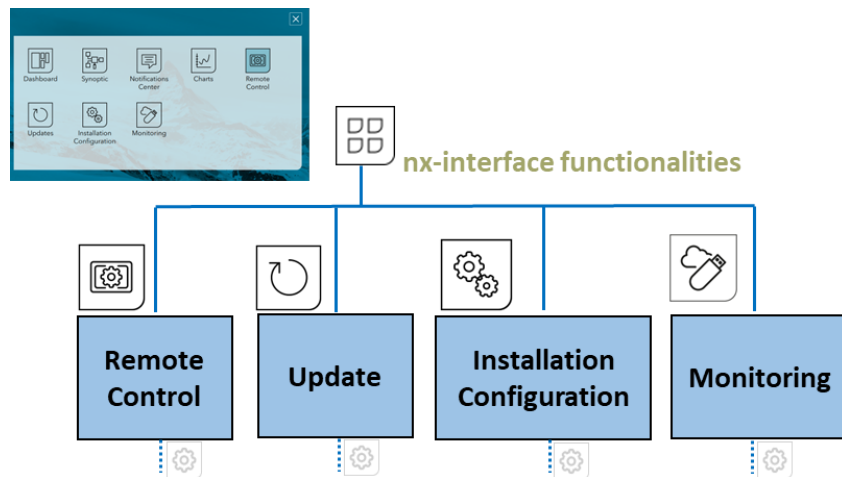 Dashboard
Synoptic
Notifications
Center
Charts
Remote
Control
Updates
Installation
Configuration
Monitoring
nx-interface functionalities
Remote
Control
Update
Installation
Configuration
Monitoring